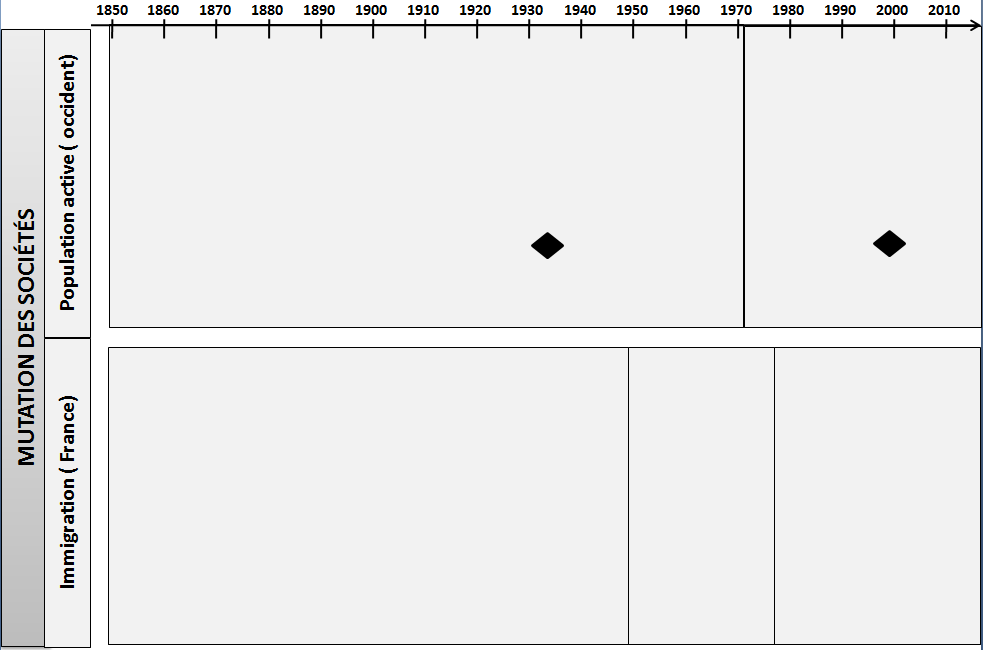 1850 1860 1870 1880 1890 1900 1910 1920 1930 1940 1950 1960 1970 1980 1990 2000 2010
MUTATION DES SOCIÉTÉS
Population active ( occident)
Immigration ( France)